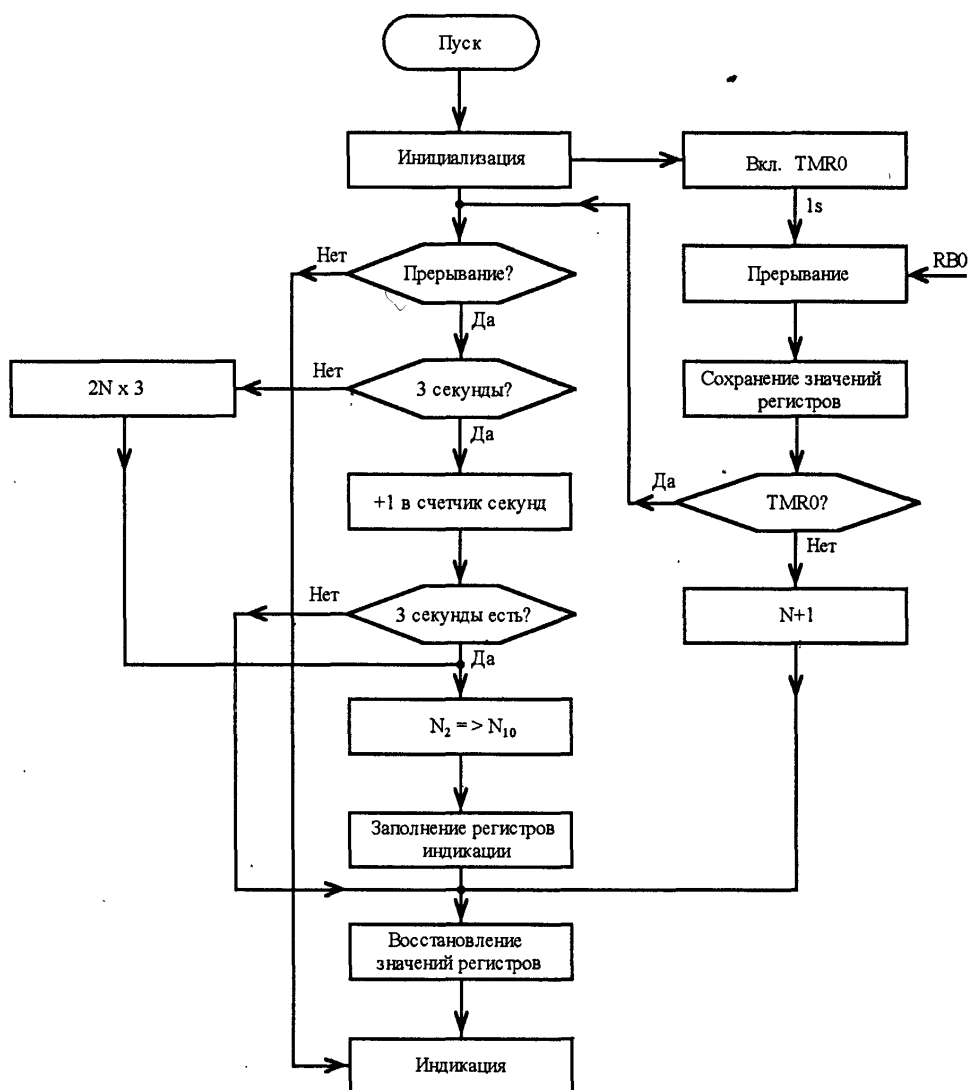 Пуск
Инициализация
Вкл. TMR0
1s
Нет
Прерывание?
Прерывание
RB0
Да
2N x 3
Нет
3 секунды?
Сохранение значений
регистров
Да
+1 в счетчик секунд
Да
TMR0?
Нет
Нет
3 секунды есть?
N+1
Да
N₂ = > N₁₀
Заполнение регистров
индикации
Восстановление
значений регистров
Индикация